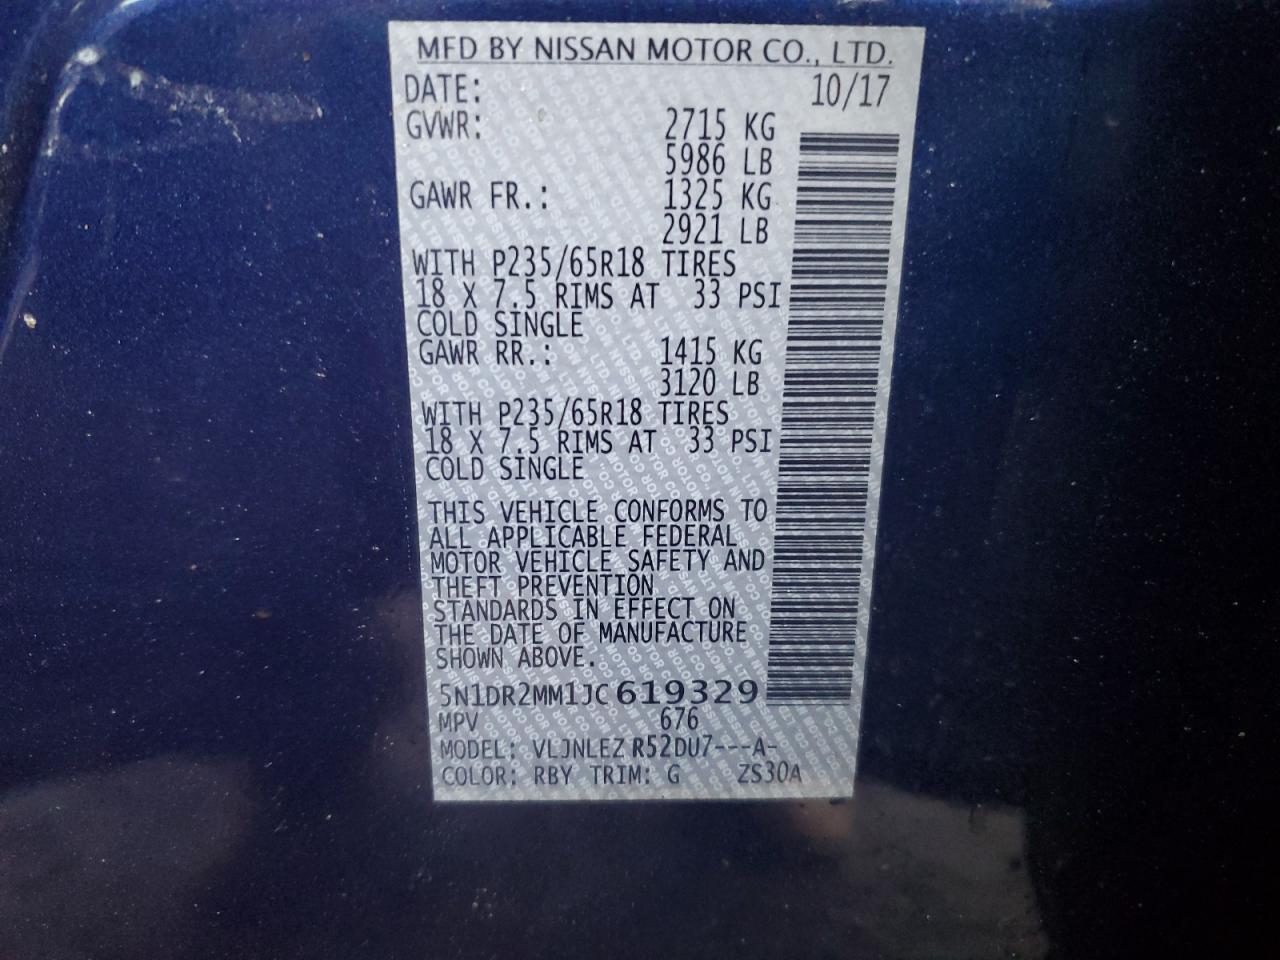 MFD BY NISSAN MOTOR CO., LTD.
DATE: 10/17
GVWR: 2715 KG
5986 LB
GAWR FR.: 1325 KG
2921 LB
WITH P235/65R18 TIRES
18 X 7.5 RIMS AT 33 PSI
COLD SINGLE
GAWR RR.: 1415 KG
3120 LB
WITH P235/65R18 TIRES
18 X 7.5 RIMS AT 33 PSI
COLD SINGLE
THIS VEHICLE CONFORMS TO
ALL APPLICABLE FEDERAL
MOTOR VEHICLE SAFETY AND
THEFT PREVENTION
STANDARDS IN EFFECT ON
THE DATE OF MANUFACTURE
SHOWN ABOVE.
5N1DR2MM1JC619329
MPV 676
MODEL: VLJNLEZ R52DU7---A-
COLOR: RBY TRIM: G ZS30A